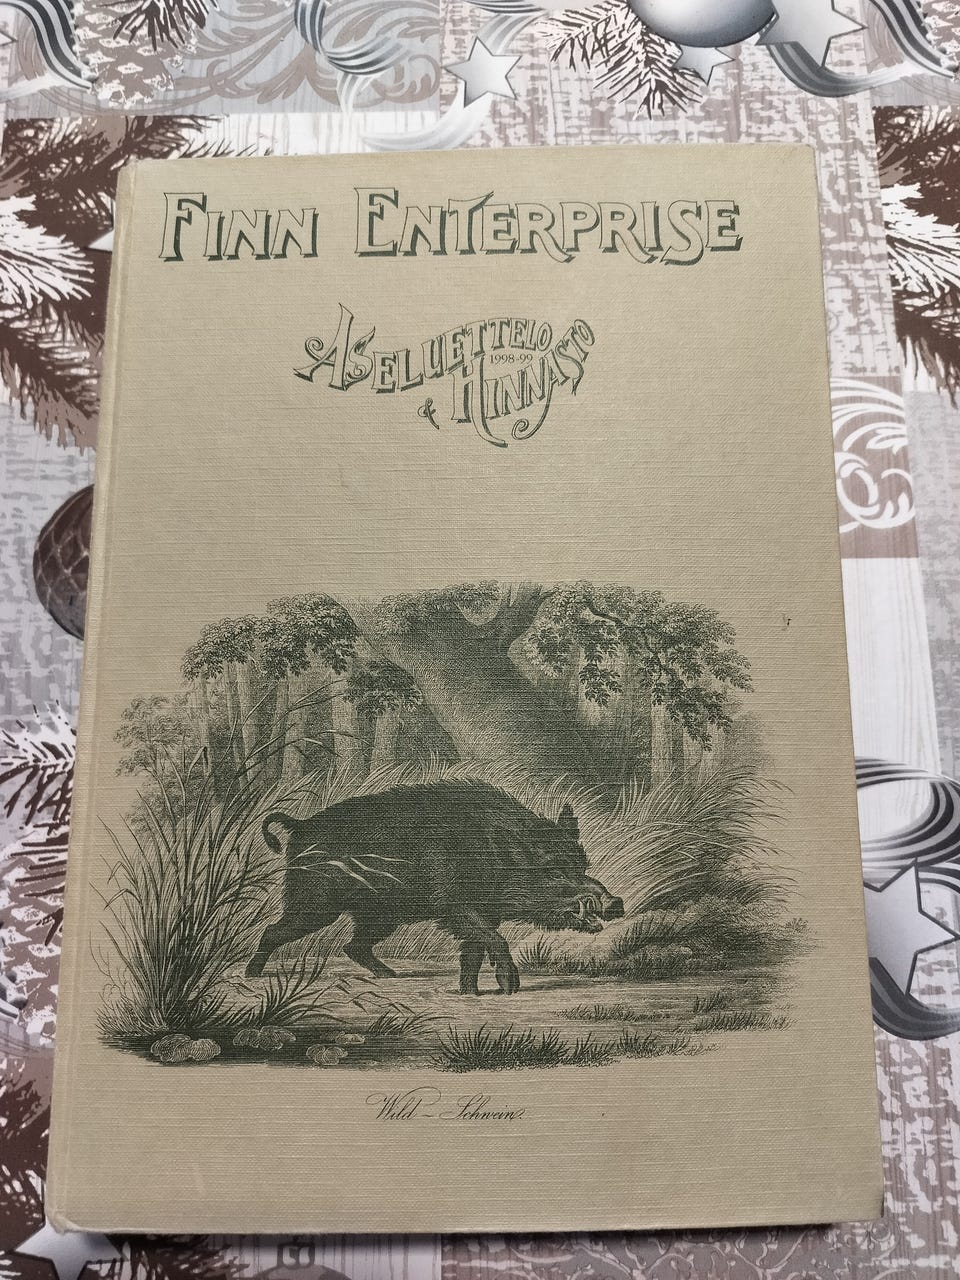 FINN ENTERPRISE
ASELUETTELO
1998-99
& HINNASTO
Wild - Schwein.